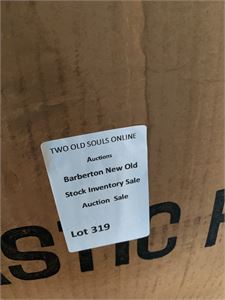 TWO OLD SOULS ONLINE
Auctions
Barberton New Old
Stock Inventory Sale
Auction Sale
Lot 319